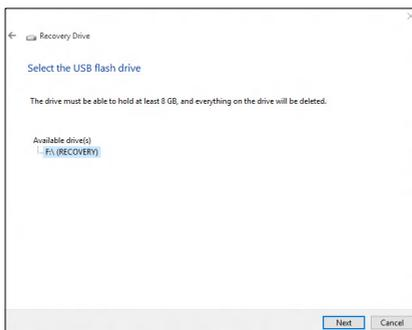 Recovery Drive
Select the USB flash drive
The drive must be able to hold at least 8 GB, and everything on the drive will be deleted.
Available drive(s)
F:\ (RECOVERY)
Next Cancel